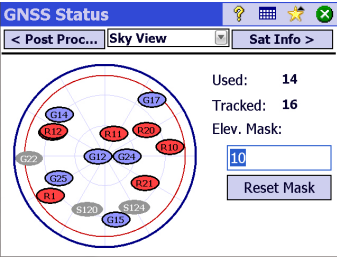 GNSS Status
?
< Post Proc...
Sky View
Sat Info >
G17
G14
R12
R11
R20
R10
G22
G12
G24
G25
R21
R1
S120
S124
G15
Used: 14
Tracked: 16
Elev. Mask:
10
Reset Mask